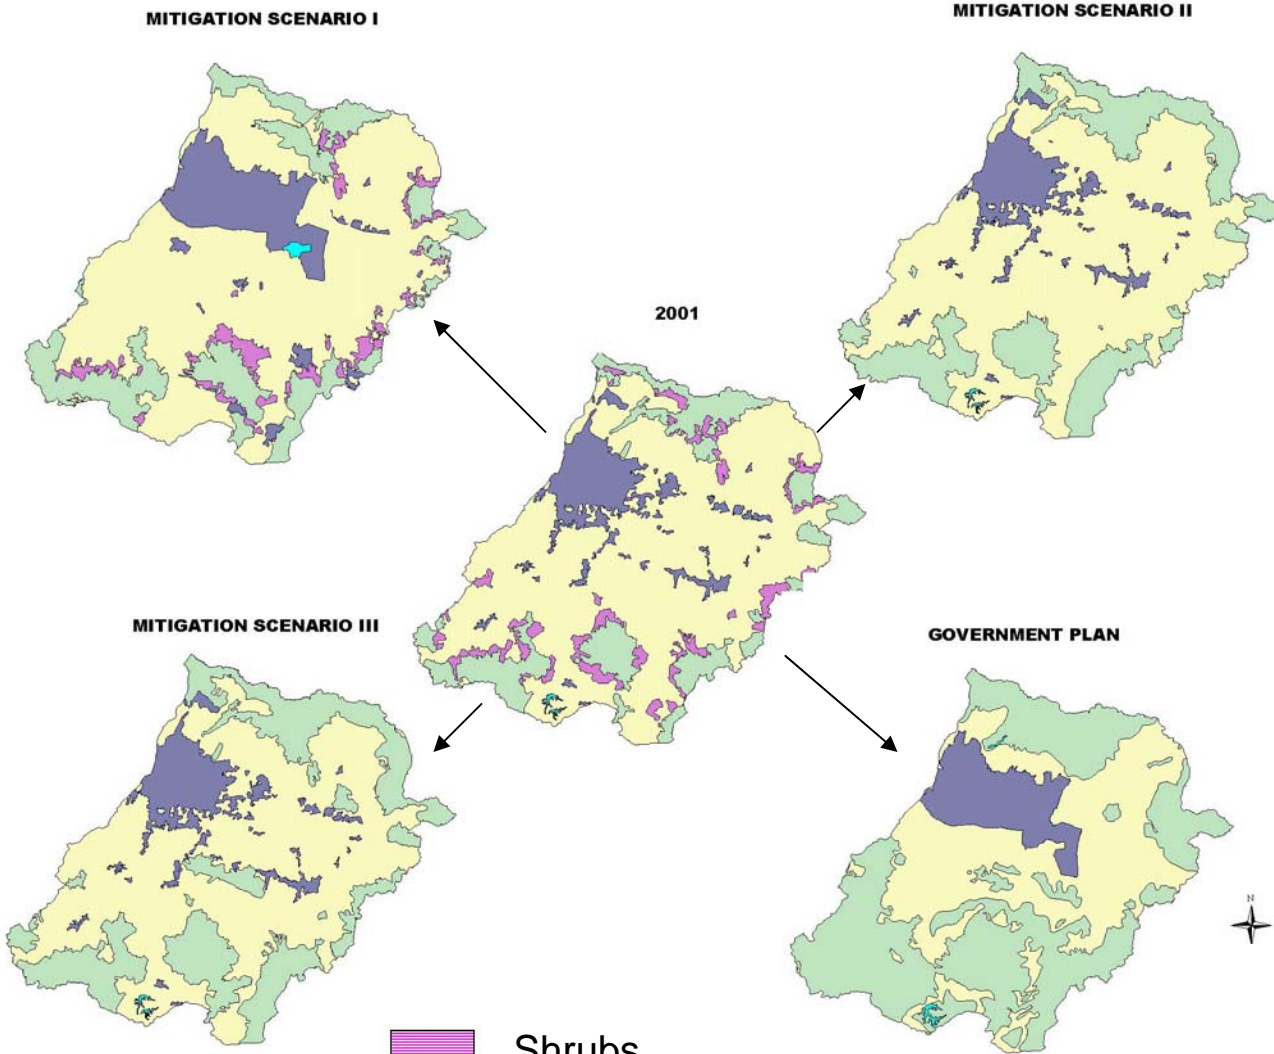 MITIGATION SCENARIO I
MITIGATION SCENARIO II
2001
MITIGATION SCENARIO III
GOVERNMENT PLAN
N
Shrubs